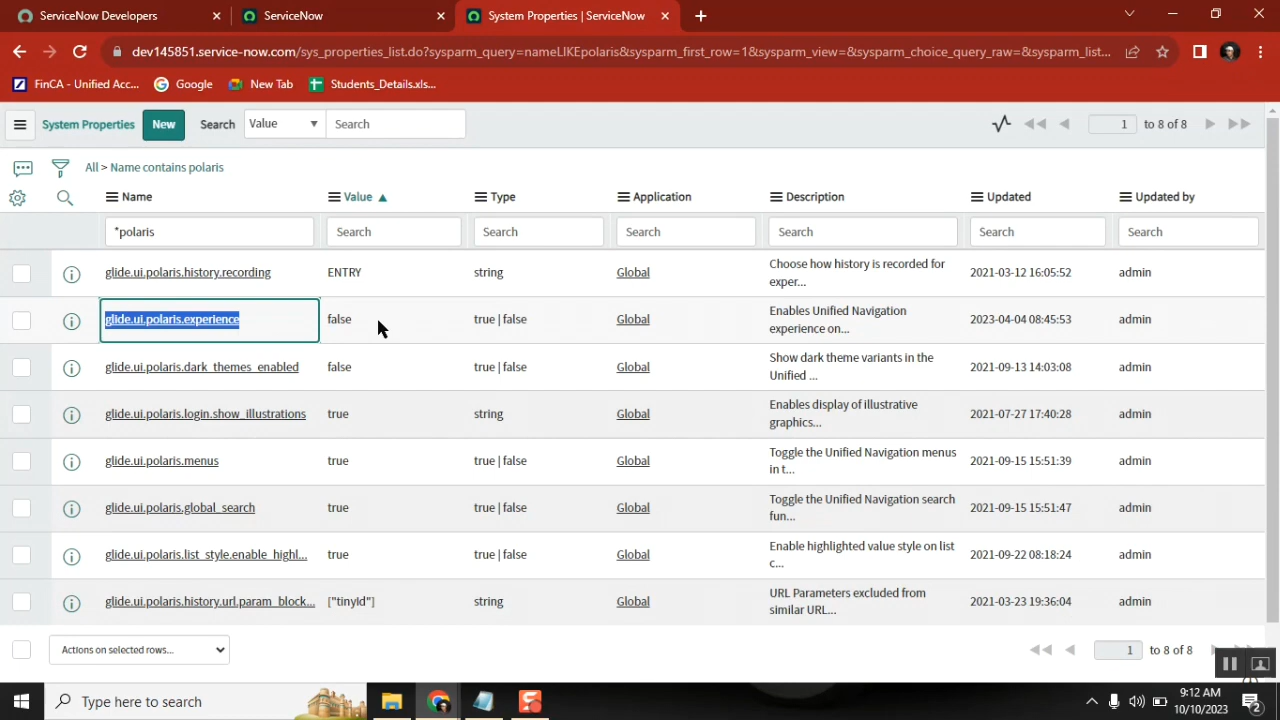 ServiceNow Developers
ServiceNow
System Properties | ServiceNow
dev145851.service-now.com/sys_properties_list.do?sysparm_query=nameLIKEpolaris&sysparm_first_row=1&sysparm_view=&sysparm_choice_query_raw=&sysparm_list...
FinCA - Unified Acc...
Google
New Tab
Students_Details.xls...
System Properties
New
Search
Value
Search
1
to 8 of 8
All > Name contains polaris
Name
Value
Type
Application
Description
Updated
Updated by
*polaris
Search
Search
Search
Search
Search
Search
glide.ui.polaris.history.recording
ENTRY
string
Global
Choose how history is recorded for
exper...
2021-03-12 16:05:52
admin
glide.ui.polaris.experience
false
true | false
Global
Enables Unified Navigation
experience on...
2023-04-04 08:45:53
admin
glide.ui.polaris.dark_themes_enabled
false
true | false
Global
Show dark theme variants in the
Unified ...
2021-09-13 14:03:08
admin
glide.ui.polaris.login.show_illustrations
true
string
Global
Enables display of illustrative
graphics...
2021-07-27 17:40:28
admin
glide.ui.polaris.menus
true
true | false
Global
Toggle the Unified Navigation menus
in t...
2021-09-15 15:51:39
admin
glide.ui.polaris.global_search
true
true | false
Global
Toggle the Unified Navigation search
fun...
2021-09-15 15:51:47
admin
glide.ui.polaris.list_style.enable_highl...
true
true | false
Global
Enable highlighted value style on list
c...
2021-09-22 08:18:24
admin
glide.ui.polaris.history.url.param_block...
["tinyId"]
string
Global
URL Parameters excluded from
similar URL...
2021-03-23 19:36:04
admin
Actions on selected rows...
1
to 8 of 8
Type here to search
9:12 AM
10/10/2023
2